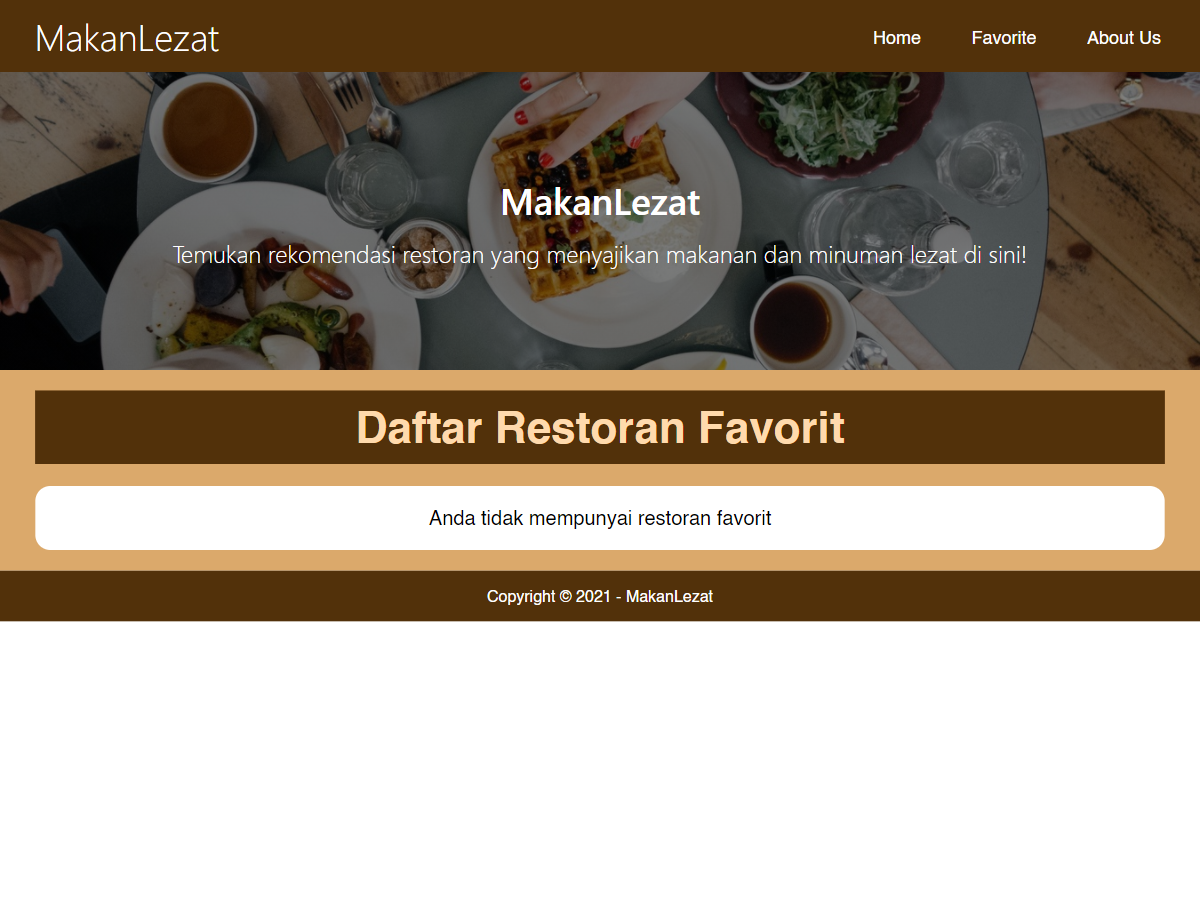 MakanLezat
Home
Favorite
About Us
MakanLezat
Temukan rekomendasi restoran yang menyajikan makanan dan minuman lezat di sini!
Daftar Restoran Favorit
Anda tidak mempunyai restoran favorit
Copyright © 2021 - MakanLezat